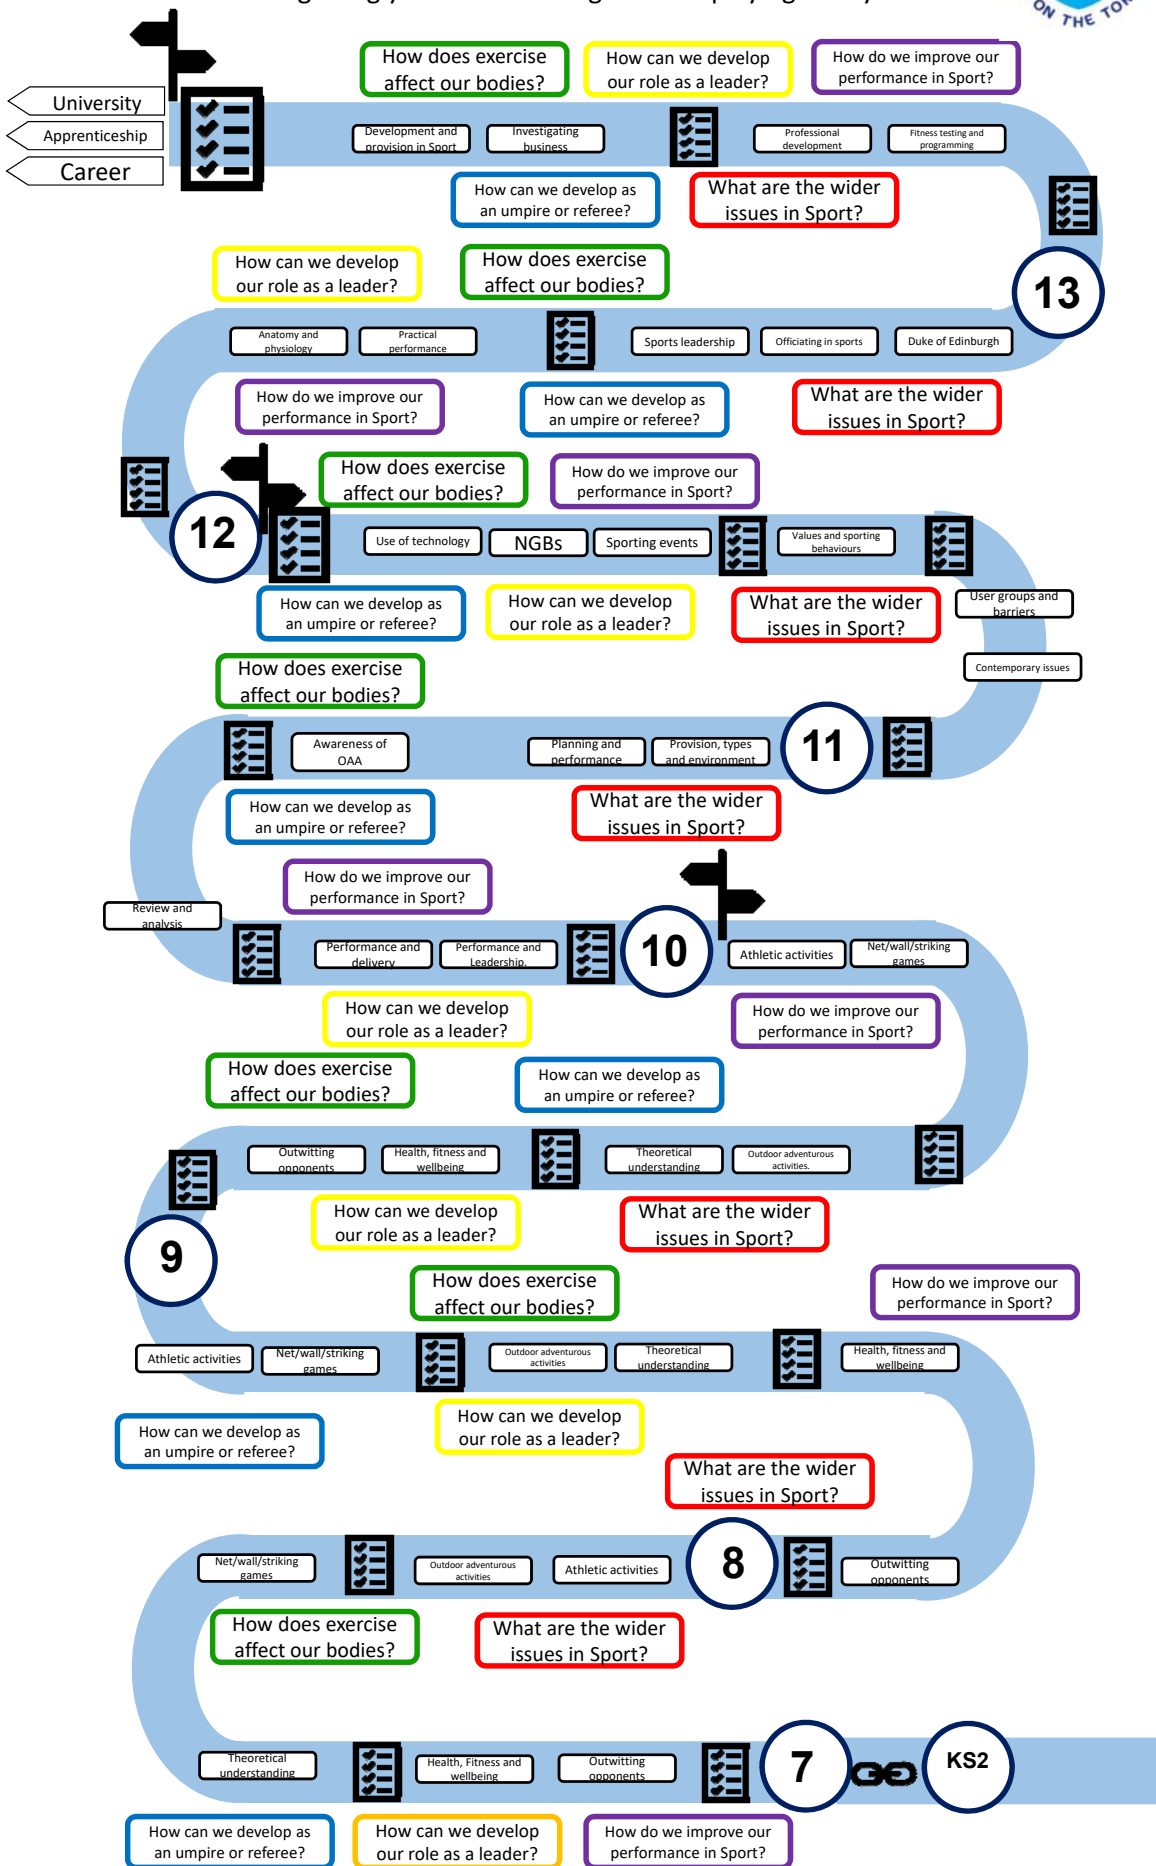 ON THE TOR
How does exercise
affect our bodies?
How can we develop
our role as a leader?
How do we improve our
performance in Sport?
University
Apprenticeship
Career
Development and
provision in Sport
Investigating
business
Professional
development
Fitness testing and
programming
How can we develop as
an umpire or referee?
What are the wider
issues in Sport?
How can we develop
our role as a leader?
How does exercise
affect our bodies?
13
Anatomy and
physiology
Practical
performance
Sports leadership
Officiating in sports
Duke of Edinburgh
How do we improve our
performance in Sport?
How can we develop as
an umpire or referee?
What are the wider
issues in Sport?
How does exercise
affect our bodies?
How do we improve our
performance in Sport?
12
Use of technology
NGBs
Sporting events
Values and sporting
behaviours
How can we develop as
an umpire or referee?
How can we develop
our role as a leader?
What are the wider
issues in Sport?
User groups and
barriers
Contemporary issues
How does exercise
affect our bodies?
Awareness of
OAA
Planning and
performance
Provision, types
and environment
11
How can we develop as
an umpire or referee?
What are the wider
issues in Sport?
How do we improve our
performance in Sport?
Review and
analysis
Performance and
delivery
Performance and
Leadership.
10
Athletic activities
Net/wall/striking
games
How can we develop
our role as a leader?
How do we improve our
performance in Sport?
How does exercise
affect our bodies?
How can we develop as
an umpire or referee?
Outwitting
opponents
Health, fitness and
wellbeing
Theoretical
understanding
Outdoor adventurous
activities.
How can we develop
our role as a leader?
What are the wider
issues in Sport?
9
How does exercise
affect our bodies?
How do we improve our
performance in Sport?
Athletic activities
Net/wall/striking
games
Outdoor adventurous
activities
Theoretical
understanding
Health, fitness and
wellbeing
How can we develop as
an umpire or referee?
How can we develop
our role as a leader?
What are the wider
issues in Sport?
Net/wall/striking
games
Outdoor adventurous
activities
Athletic activities
8
Outwitting
opponents
How does exercise
affect our bodies?
What are the wider
issues in Sport?
Theoretical
understanding
Health, Fitness and
wellbeing
Outwitting
opponents
7
KS2
How can we develop as
an umpire or referee?
How can we develop
our role as a leader?
How do we improve our
performance in Sport?